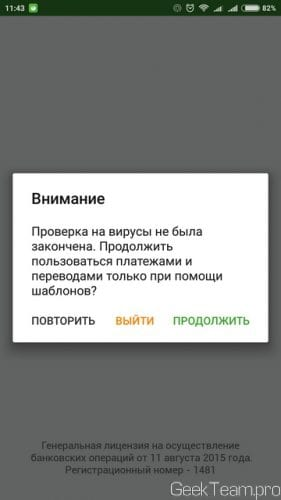 11:43
82%
Внимание
Проверка на вирусы не была
закончена. Продолжить
пользоваться платежами и
переводами только при помощи
шаблонов?
ПОВТОРИТЬ ВЫЙТИ ПРОДОЛЖИТЬ
Генеральная лицензия на осуществление
банковских операций от 11 августа 2015 года.
Регистрационный номер - 1481
GeekTeam.pro